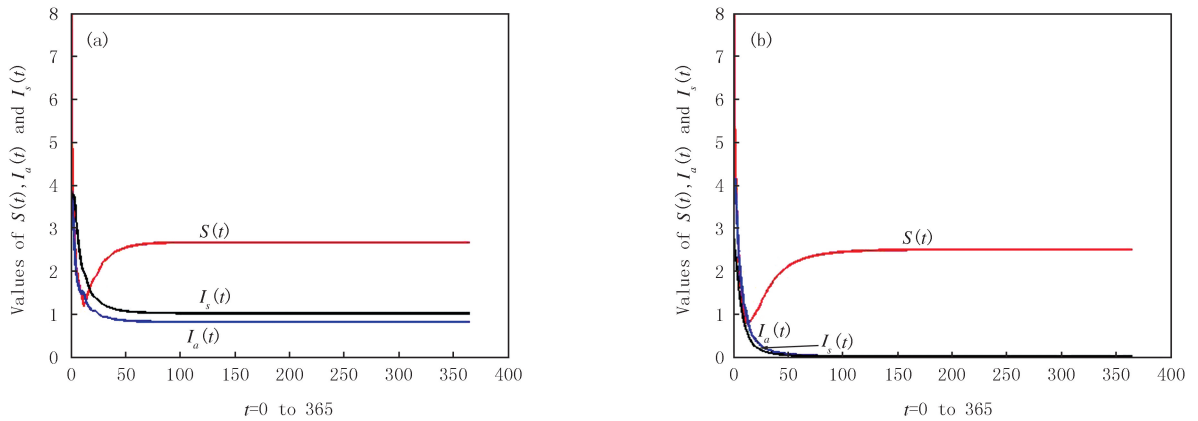 (a)
Values of S(t), I_a(t) and I_s(t)
8
7
6
5
4
3
2
1
0
S(t)
I_s(t)
I_a(t)
0 50 100 150 200 250 300 350 400
t=0 to 365
(b)
Values of S(t), I_a(t) and I_s(t)
8
7
6
5
4
3
2
1
0
S(t)
I_a(t)
I_s(t)
0 50 100 150 200 250 300 350 400
t=0 to 365